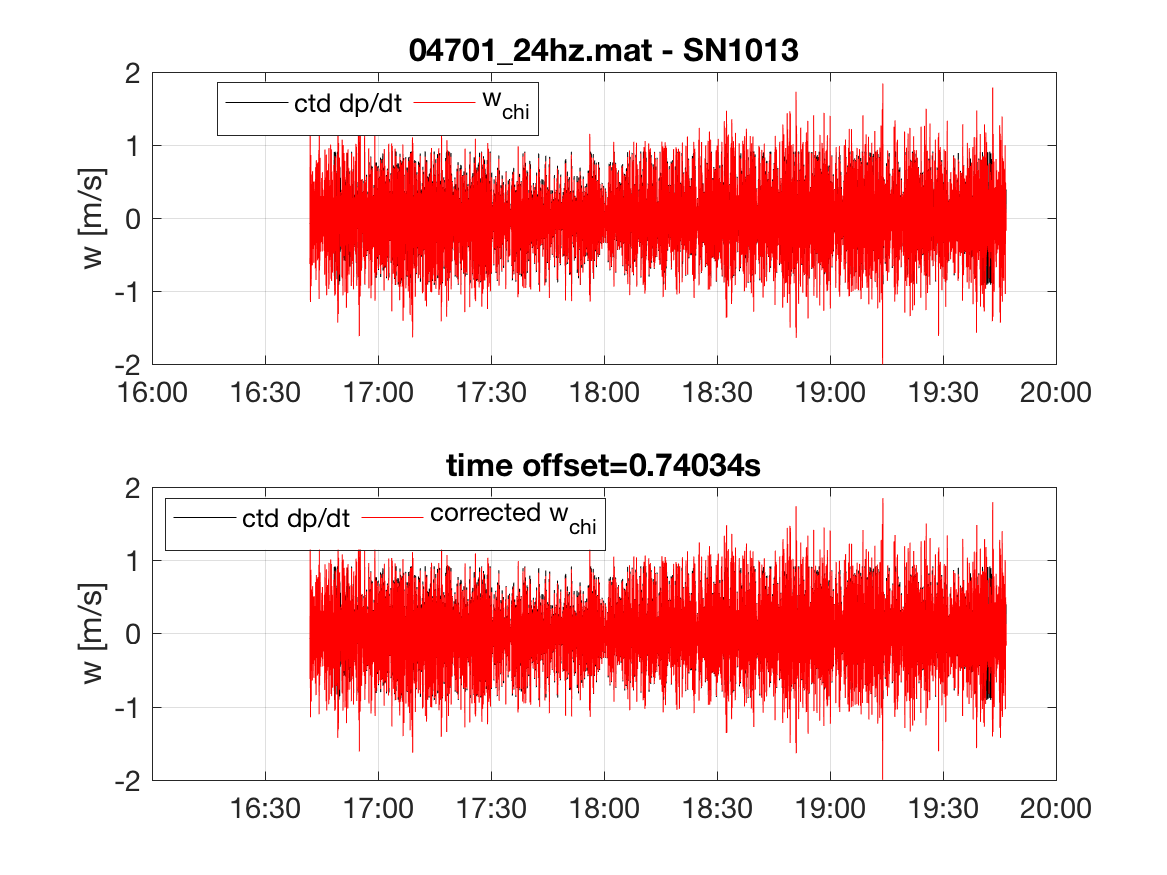 04701_24hz.mat - SN1013
ctd dp/dt w_chi
w [m/s]
2
1
0
-1
-2
16:00 16:30 17:00 17:30 18:00 18:30 19:00 19:30 20:00
time offset=0.74034s
ctd dp/dt corrected w_chi
w [m/s]
2
1
0
-1
-2
16:30 17:00 17:30 18:00 18:30 19:00 19:30 20:00